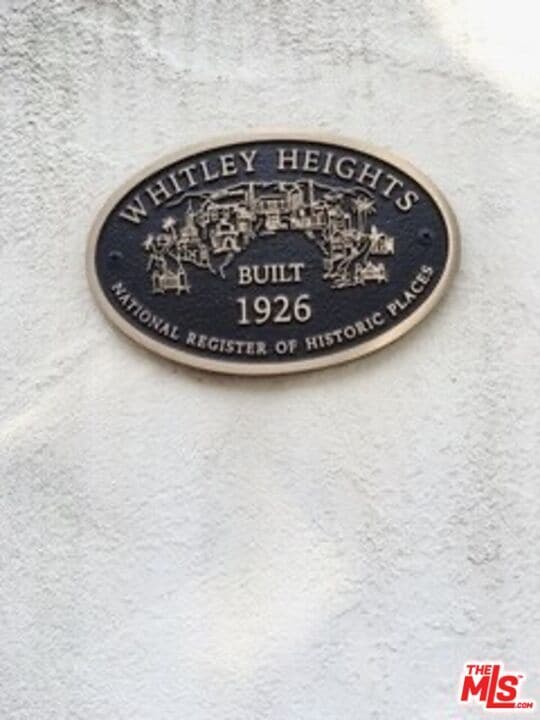 WHITLEY HEIGHTS
BUILT
1926
NATIONAL REGISTER OF HISTORIC PLACES
THE
MLS
.COM